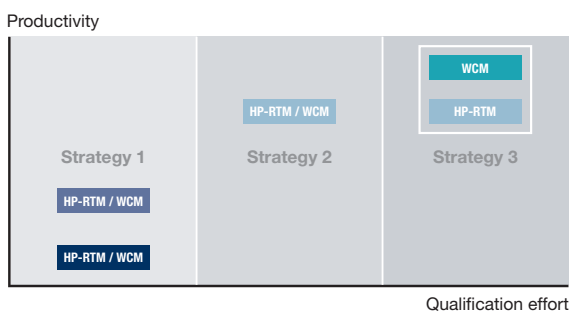 Productivity
WCM
HP-RTM / WCM
HP-RTM
Strategy 1
Strategy 2
Strategy 3
HP-RTM / WCM
HP-RTM / WCM
Qualification effort